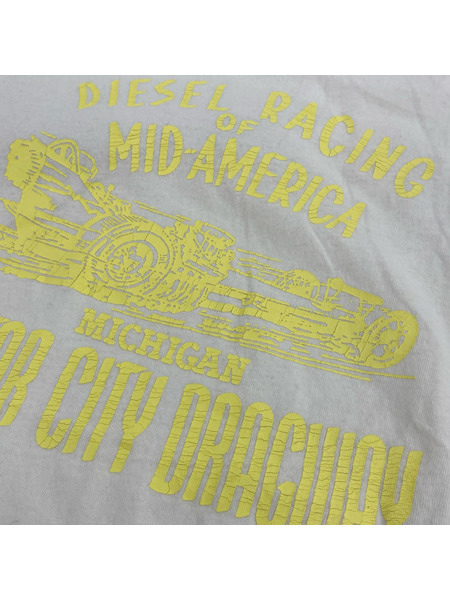 DIESEL RACING
OF
MID-AMERICA
MICHIGAN
CITY DRAGWAY